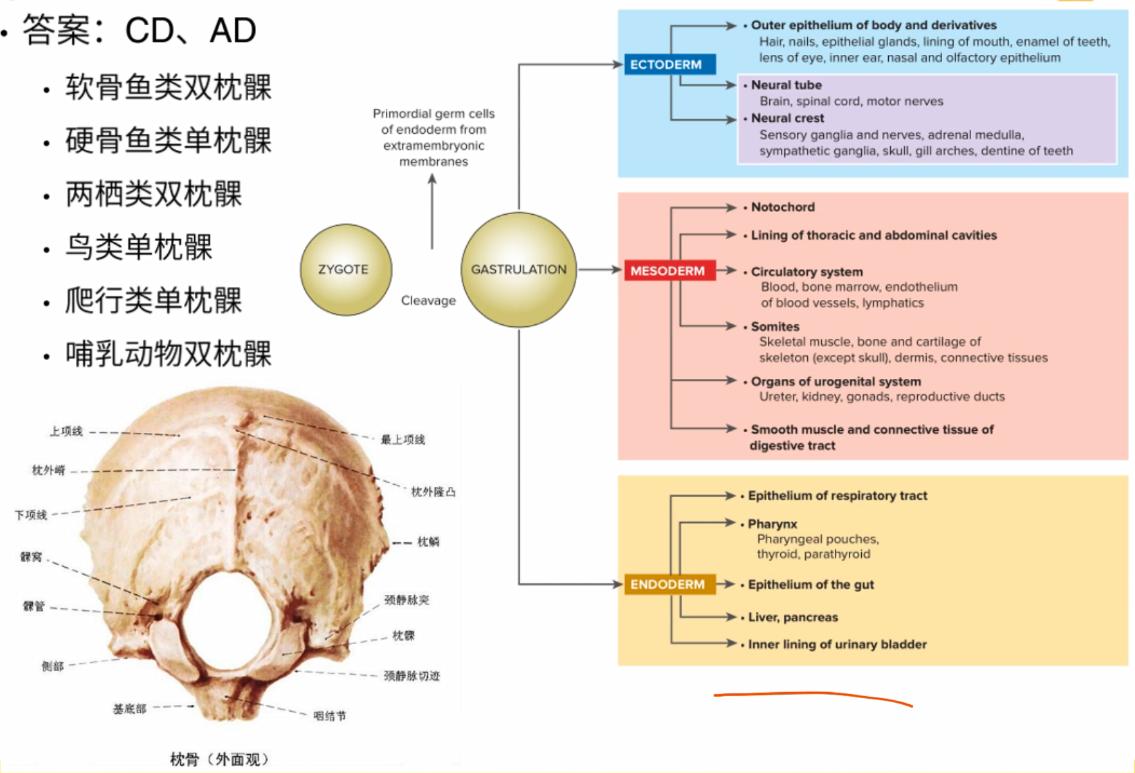 • 答案：CD、AD
• 软骨鱼类双枕髁
• 硬骨鱼类单枕髁
• 两栖类双枕髁
• 鸟类单枕髁
• 爬行类单枕髁
• 哺乳动物双枕髁
上项线
枕外嵴
下项线
髁窝
髁管
侧部
基底部
最上项线
枕外隆凸
枕鳞
颈静脉突
枕髁
颈静脉切迹
咽结节
枕骨（外面观）
ZYGOTE
Primordial germ cells
of endoderm from
extramembryonic
membranes
Cleavage
GASTRULATION
ECTODERM
• Outer epithelium of body and derivatives
Hair, nails, epithelial glands, lining of mouth, enamel of teeth,
lens of eye, inner ear, nasal and olfactory epithelium
• Neural tube
Brain, spinal cord, motor nerves
• Neural crest
Sensory ganglia and nerves, adrenal medulla,
sympathetic ganglia, skull, gill arches, dentine of teeth
MESODERM
• Notochord
• Lining of thoracic and abdominal cavities
• Circulatory system
Blood, bone marrow, endothelium
of blood vessels, lymphatics
• Somites
Skeletal muscle, bone and cartilage of
skeleton (except skull), dermis, connective tissues
• Organs of urogenital system
Ureter, kidney, gonads, reproductive ducts
• Smooth muscle and connective tissue of
digestive tract
ENDODERM
• Epithelium of respiratory tract
• Pharynx
Pharyngeal pouches,
thyroid, parathyroid
• Epithelium of the gut
• Liver, pancreas
• Inner lining of urinary bladder